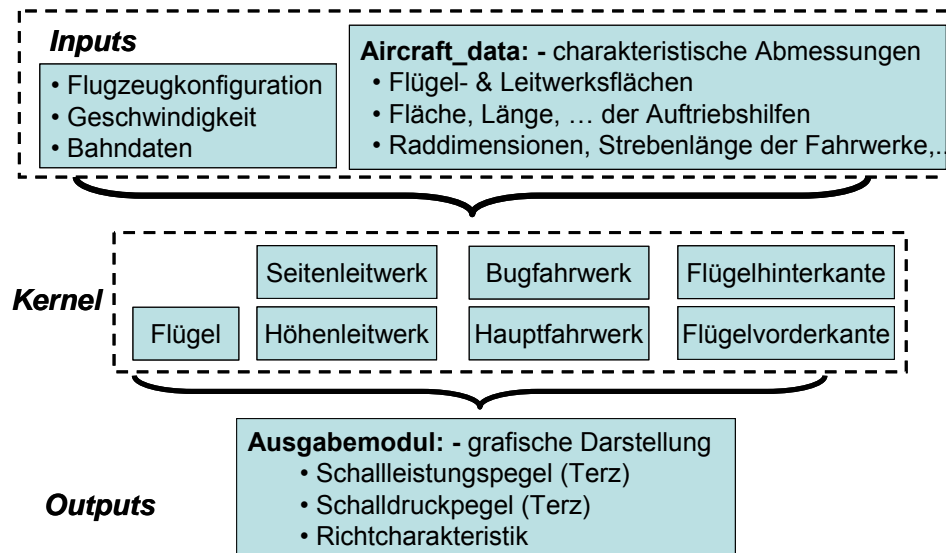 Inputs
• Flugzeugkonfiguration
• Geschwindigkeit
• Bahndaten
Aircraft_data: - charakteristische Abmessungen
• Flügel- & Leitwerksflächen
• Fläche, Länge, … der Auftriebshilfen
• Raddimensionen, Strebenlänge der Fahrwerke,..
Kernel
Seitenleitwerk
Bugfahrwerk
Flügelhinterkante
Flügel
Höhenleitwerk
Hauptfahrwerk
Flügelvorderkante
Outputs
Ausgabemodul: - grafische Darstellung
• Schallleistungspegel (Terz)
• Schalldruckpegel (Terz)
• Richtcharakteristik